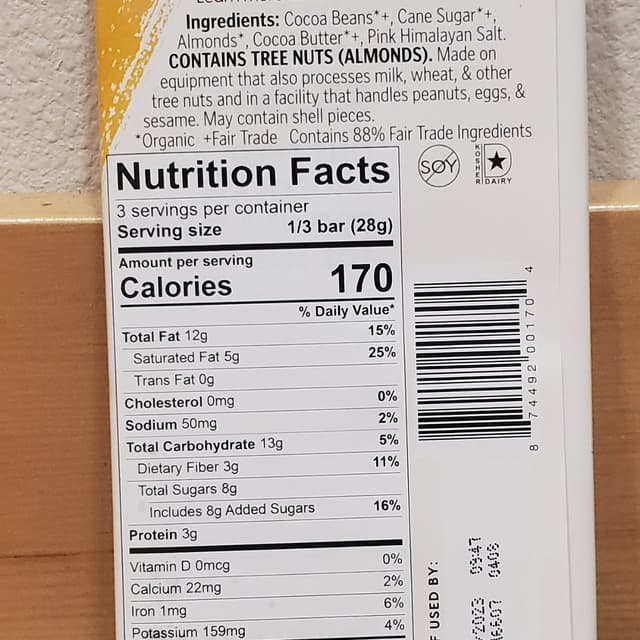 Ingredients: Cocoa Beans*+, Cane Sugar*+,
Almonds*, Cocoa Butter*+, Pink Himalayan Salt.
CONTAINS TREE NUTS (ALMONDS). Made on
equipment that also processes milk, wheat, & other
tree nuts and in a facility that handles peanuts, eggs, &
sesame. May contain shell pieces.
*Organic +Fair Trade Contains 88% Fair Trade Ingredients
Nutrition Facts
3 servings per container
Serving size 1/3 bar (28g)
Amount per serving
Calories 170
% Daily Value*
Total Fat 12g 15%
Saturated Fat 5g 25%
Trans Fat 0g
Cholesterol 0mg 0%
Sodium 50mg 2%
Total Carbohydrate 13g 5%
Dietary Fiber 3g 11%
Total Sugars 8g
Includes 8g Added Sugars 16%
Protein 3g
Vitamin D 0mcg 0%
Calcium 22mg 2%
Iron 1mg 6%
Potassium 159mg 4%
SOY
KOSHER
DAIRY
8 74492 00170 4
F USED BY:
2023 09:47
0408